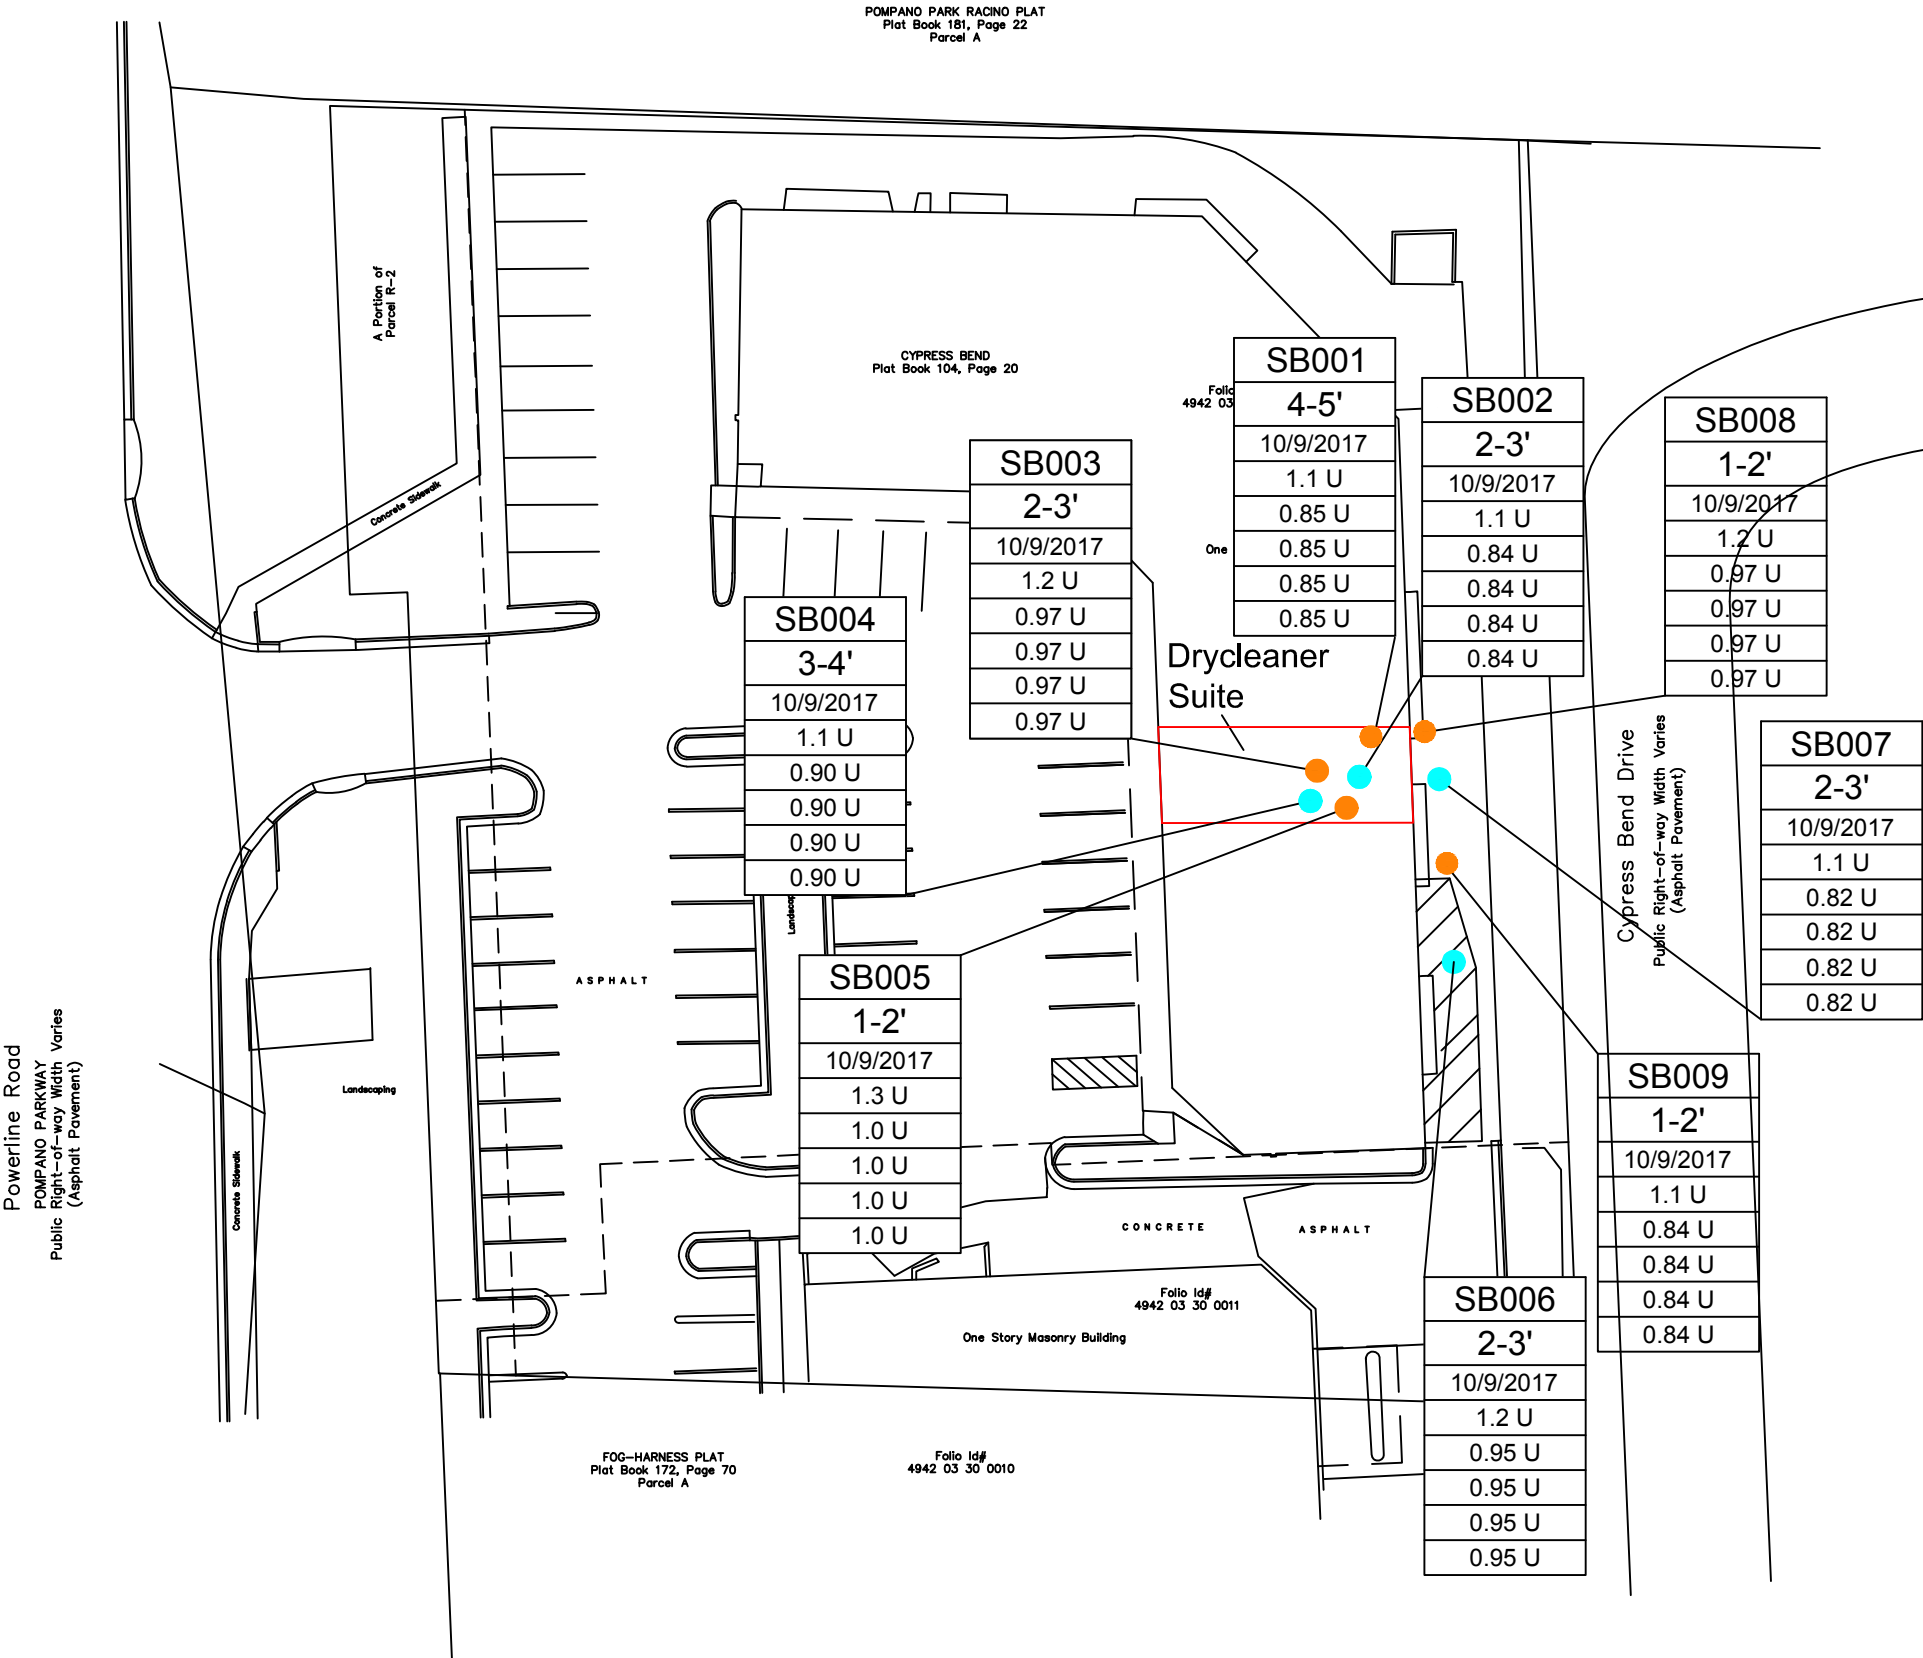 POMPANO PARK RACINO PLAT
Plat Book 181, Page 22
Parcel A
A Portion of
Parcel R-2
Concrete Sidewalk
CYPRESS BEND
Plat Book 104, Page 20
4942 03
One
SB001
4-5'
10/9/2017
1.1 U
0.85 U
0.85 U
0.85 U
0.85 U
SB002
2-3'
10/9/2017
1.1 U
0.84 U
0.84 U
0.84 U
0.84 U
SB008
1-2'
10/9/2017
1.2 U
0.97 U
0.97 U
0.97 U
0.97 U
SB003
2-3'
10/9/2017
1.2 U
0.97 U
0.97 U
0.97 U
0.97 U
SB004
3-4'
10/9/2017
1.1 U
0.90 U
0.90 U
0.90 U
0.90 U
Drycleaner
Suite
SB007
2-3'
10/9/2017
1.1 U
0.82 U
0.82 U
0.82 U
0.82 U
Cypress Bend Drive
Public Right-of-way Width Varies
(Asphalt Pavement)
SB005
1-2'
10/9/2017
1.3 U
1.0 U
1.0 U
1.0 U
1.0 U
ASPHALT
Landscaping
Concrete Sidewalk
Powerline Road
POMPANO PARKWAY
Public Right-of-way Width Varies
(Asphalt Pavement)
SB009
1-2'
10/9/2017
1.1 U
0.84 U
0.84 U
0.84 U
0.84 U
CONCRETE
ASPHALT
SB006
2-3'
10/9/2017
1.2 U
0.95 U
0.95 U
0.95 U
0.95 U
Folio Id#
4942 03 30 0011
One Story Masonry Building
FOG-HARNESS PLAT
Plat Book 172, Page 70
Parcel A
Folio Id#
4942 03 30 0010